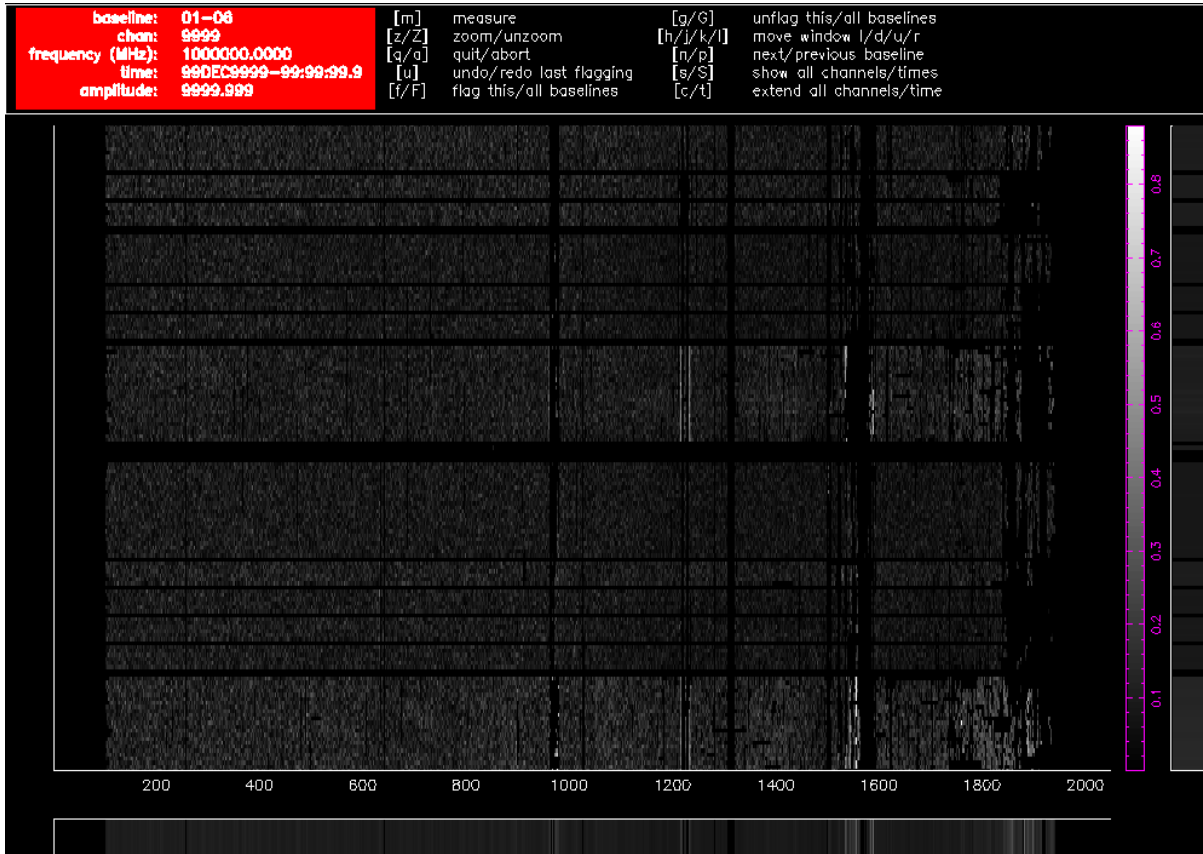 baseline: 01-06 [m] measure [g/G] unflag this/all baselines
chan: 9999 [z/Z] zoom/unzoom [h/j/k/l] move window l/d/u/r
frequency (MHz): 1000000.0000 [q/a] quit/abort [n/p] next/previous baseline
time: 99DEC9999-99:99:99.9 [u] undo/redo last flagging [s/S] show all channels/times
amplitude: 9999.999 [f/F] flag this/all baselines [c/t] extend all channels/time
0.8
0.7
0.6
0.5
0.4
0.3
0.2
0.1
200 400 600 800 1000 1200 1400 1600 1800 2000